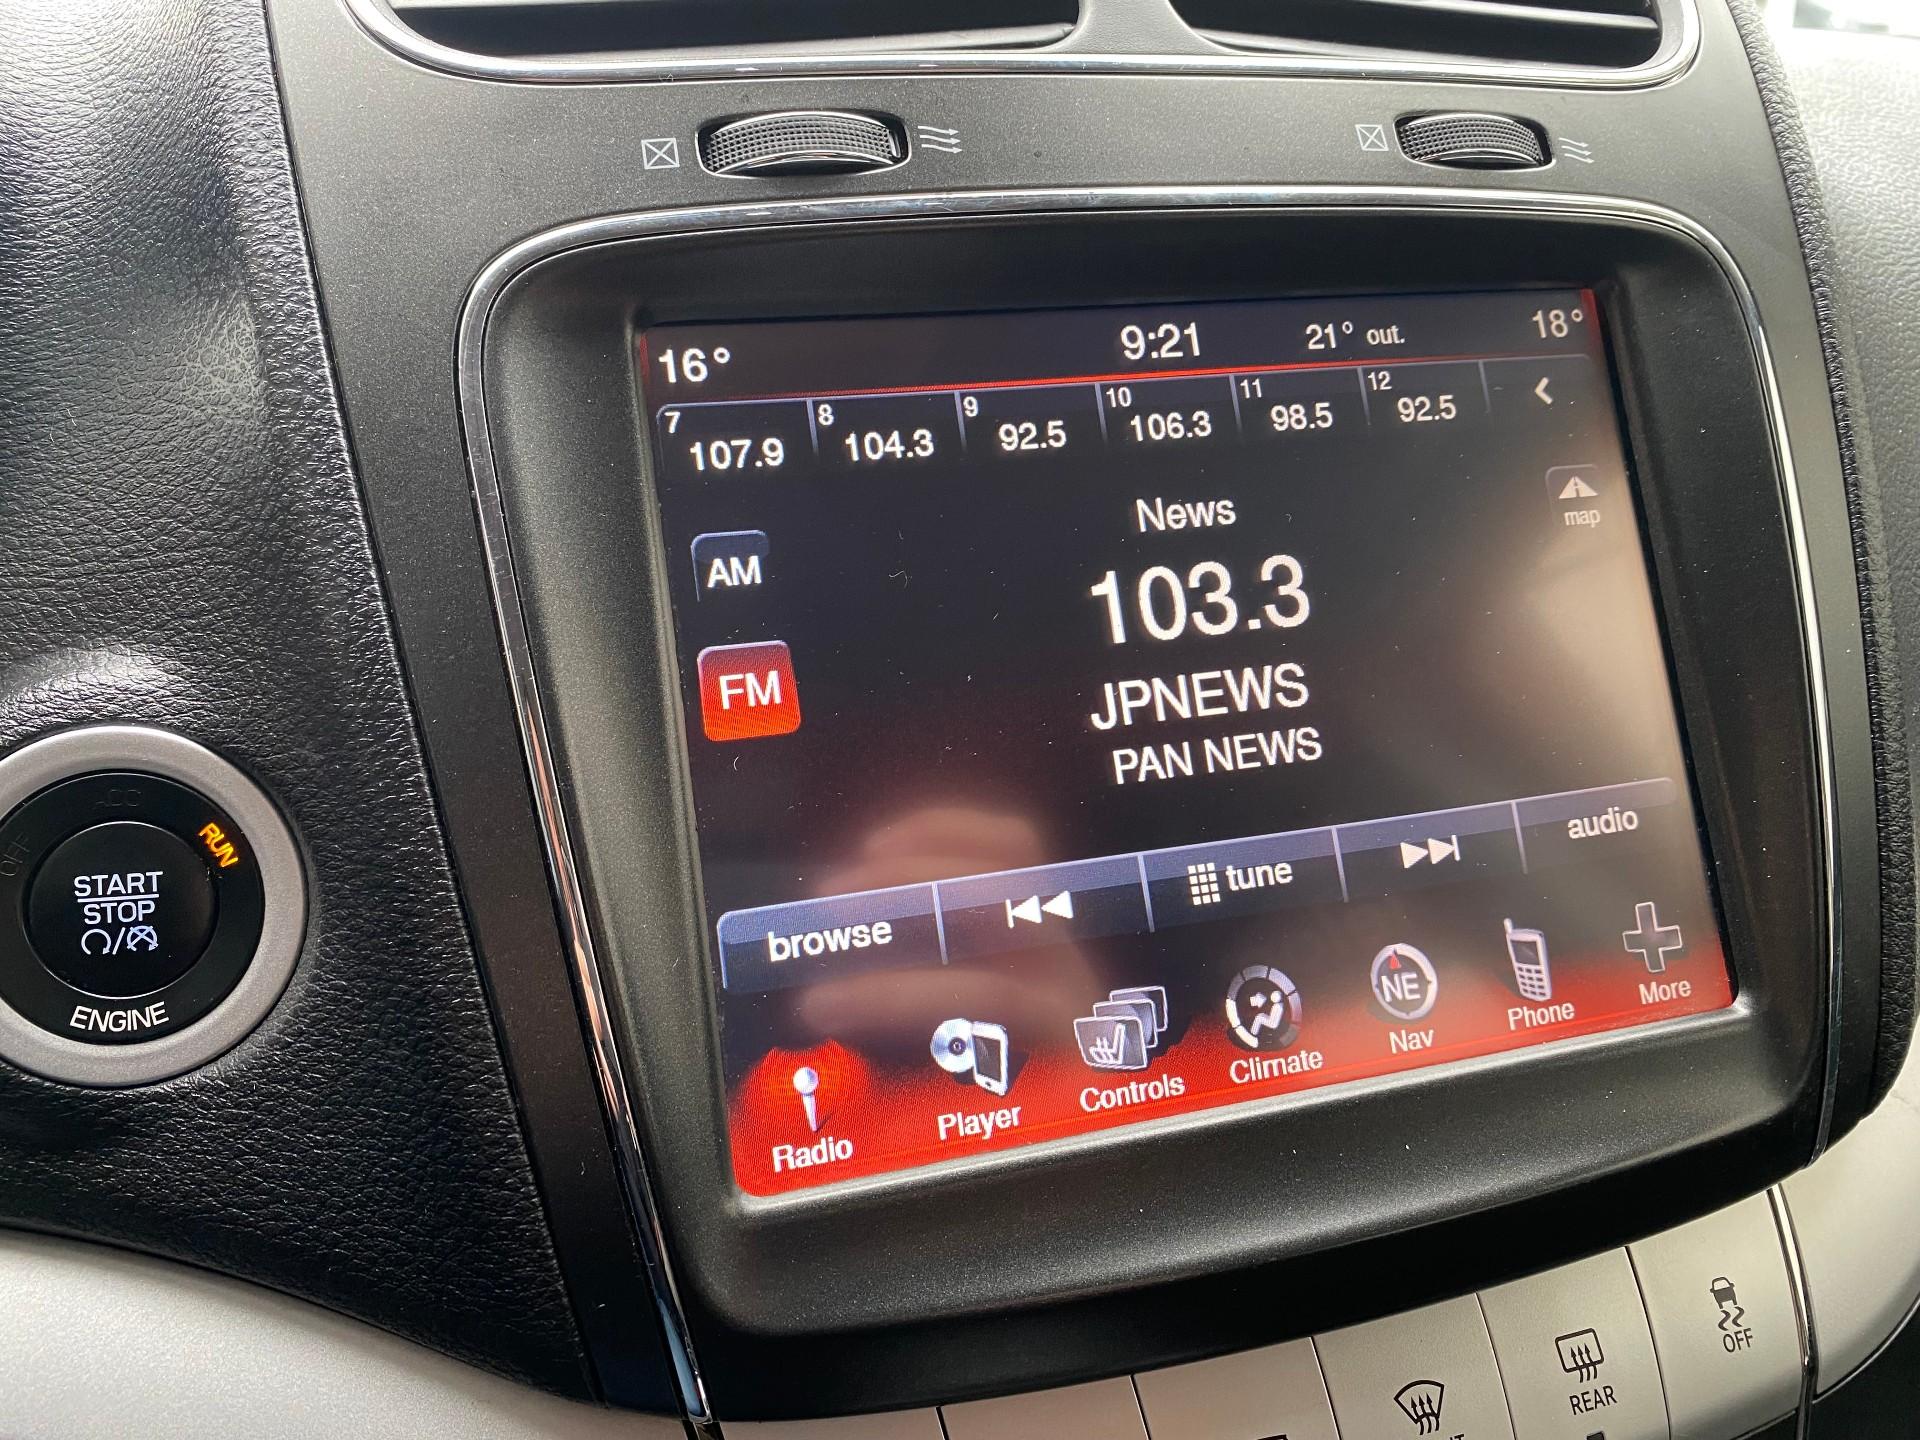 16° 9:21 21° out. 18°
7 107.9 8 104.3 9 92.5 10 106.3 11 98.5 12 92.5
map
News
AM
103.3
FM
JPNEWS
PAN NEWS
browse tune audio
Radio Player Controls Climate NE Nav Phone More
ACC
OFF
RUN
START
STOP
ENGINE
OFF
REAR